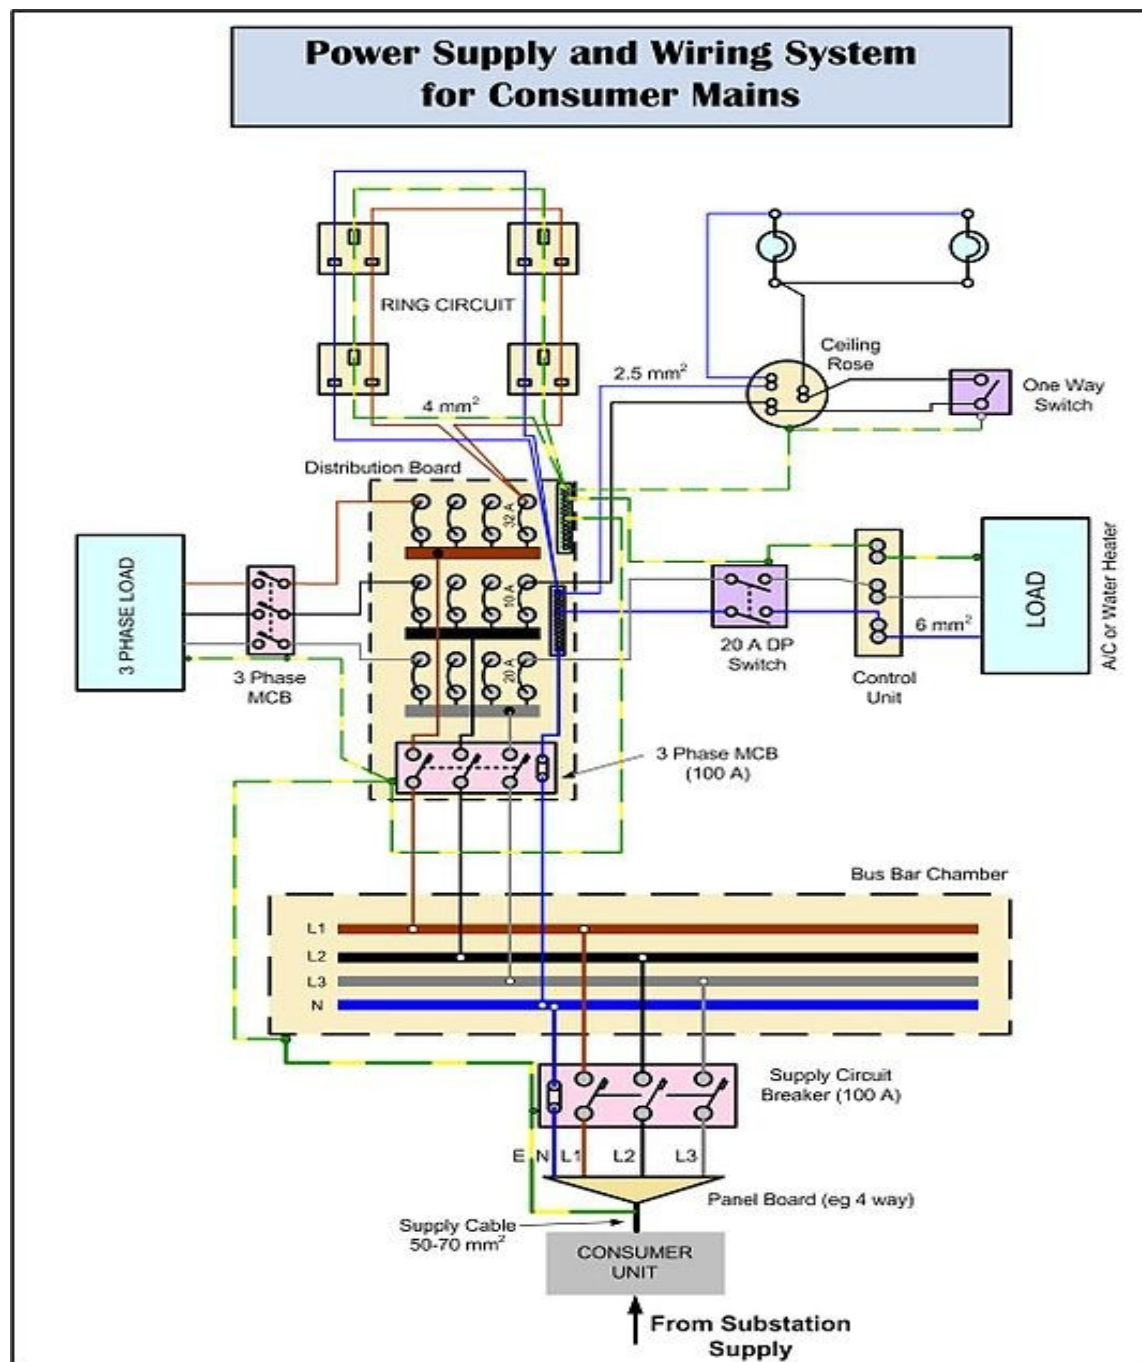 Power Supply and Wiring System
for Consumer Mains
RING CIRCUIT
Ceiling
Rose
2.5 mm²
One Way
Switch
4 mm²
Distribution Board
32 A
3 PHASE LOAD
10 A
LOAD
A/C or Water Heater
6 mm²
20 A DP
Switch
20 A
3 Phase
MCB
Control
Unit
3 Phase MCB
(100 A)
Bus Bar Chamber
L1
L2
L3
N
Supply Circuit
Breaker (100 A)
E N L1 L2 L3
Panel Board (eg 4 way)
Supply Cable
50-70 mm²
CONSUMER
UNIT
From Substation
Supply